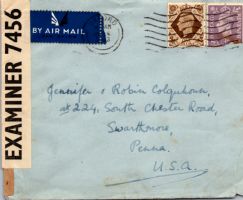 EXAMINER 7456
BY AIR MAIL
Jennifer & Robin Colquhoun,
at 224, South Chester Road,
Swarthmore,
Penna.
U.S.A.